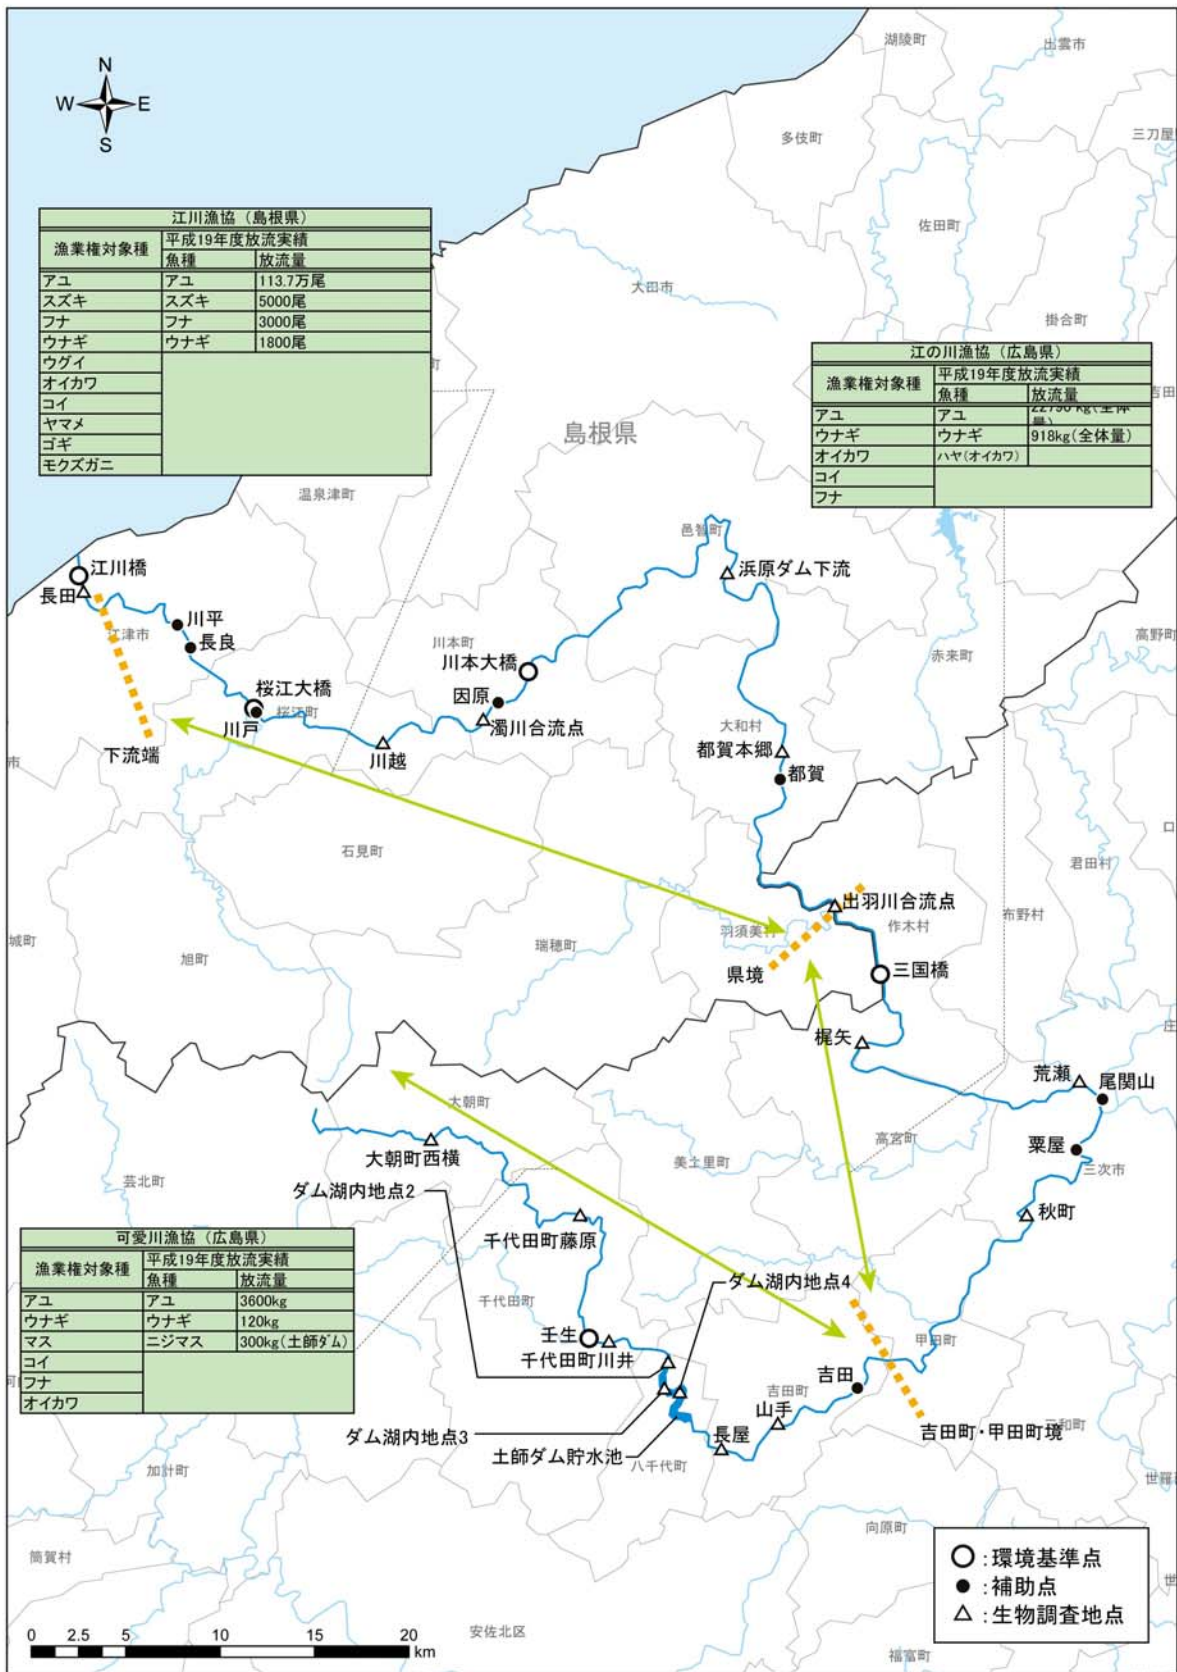 湖陵町
出雲市
N
W E
S
多伎町
三刀屋
江川漁協（島根県）
漁業権対象種 平成19年度放流実績
魚種 放流量
アユ アユ 113.7万尾
スズキ スズキ 5000尾
フナ フナ 3000尾
ウナギ ウナギ 1800尾
ウグイ
オイカワ
コイ
ヤマメ
ゴギ
モクズガニ
佐田町
大田市
掛合町
町
吉田
江の川漁協（広島県）
漁業権対象種 平成19年度放流実績
魚種 放流量
アユ アユ 22790 kg(全体量)
ウナギ ウナギ 918kg(全体量)
オイカワ ハヤ(オイカワ)
コイ
フナ
島根県
温泉津町
邑智町
江川橋
長田
浜原ダム下流
川平
江津市
長良
川本町
川本大橋
高野町
赤来町
桜江大橋
因原
桜江町
川戸
濁川合流点
大和村
下流端
川越
都賀本郷
都賀
市
口
石見町
君田村
出羽川合流点
布野村
羽須美村
作木村
城町
瑞穂町
旭町
県境
三国橋
梶矢
庄
荒瀬
尾関山
大朝町
高宮町
大朝町西横
美土里町
粟屋
三次市
芸北町
ダム湖内地点2
秋町
千代田町藤原
可愛川漁協（広島県）
漁業権対象種 平成19年度放流実績
魚種 放流量
アユ アユ 3600kg
ウナギ ウナギ 120kg
マス ニジマス 300kg(土師ダム)
コイ
フナ
オイカワ
ダム湖内地点4
千代田町
壬生
甲田町
千代田町川井
吉田
吉田町
山手
吉田町・甲田町境
ダム湖内地点3
長屋
土師ダム貯水池
八千代町
加計町
世羅
向原町
筒賀村
○:環境基準点
●:補助点
△:生物調査地点
世
安佐北区
0 2.5 5 10 15 20
km
福富町